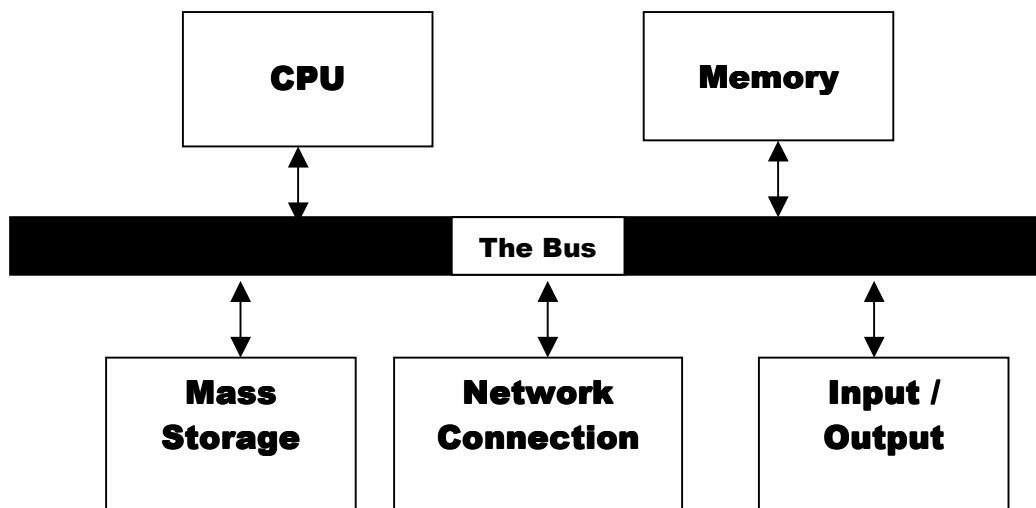 CPU
Memory
The Bus
Mass
Storage
Network
Connection
Input /
Output